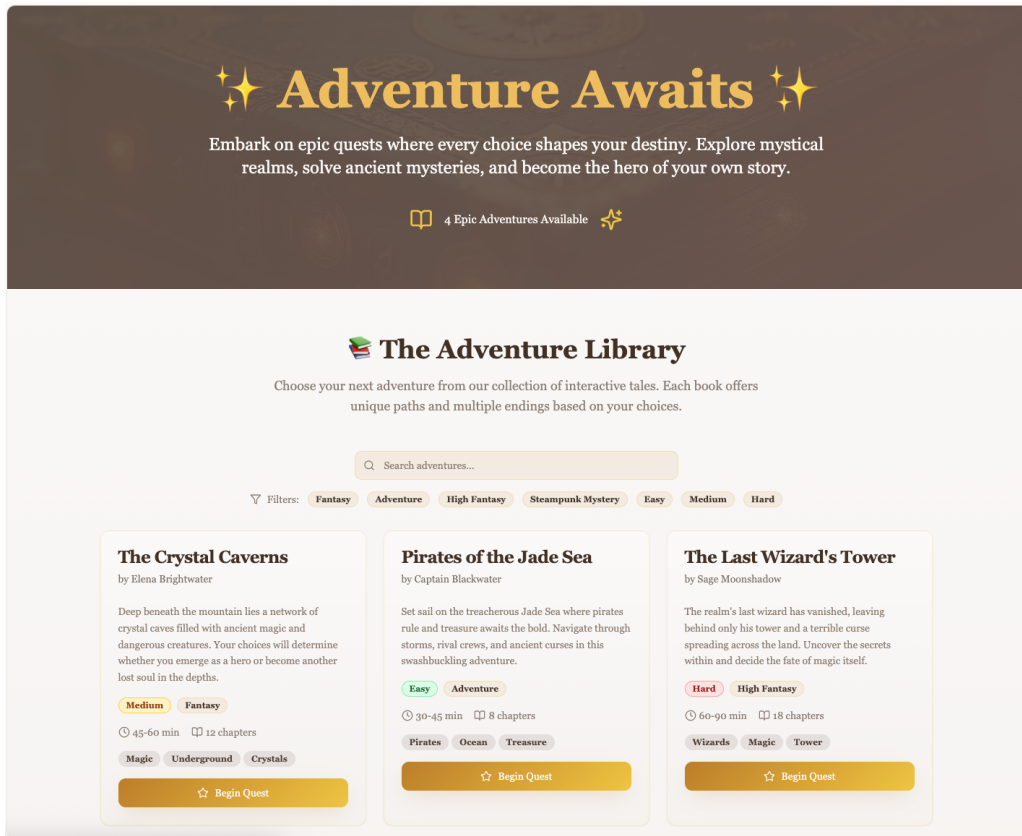 ✨ Adventure Awaits ✨
Embark on epic quests where every choice shapes your destiny. Explore mystical
realms, solve ancient mysteries, and become the hero of your own story.
4 Epic Adventures Available
📚 The Adventure Library
Choose your next adventure from our collection of interactive tales. Each book offers
unique paths and multiple endings based on your choices.
Search adventures...
Filters: Fantasy Adventure High Fantasy Steampunk Mystery Easy Medium Hard
The Crystal Caverns
by Elena Brightwater
Deep beneath the mountain lies a network of
crystal caves filled with ancient magic and
dangerous creatures. Your choices will determine
whether you emerge as a hero or become another
lost soul in the depths.
Medium Fantasy
45-60 min 12 chapters
Magic Underground Crystals
Begin Quest
Pirates of the Jade Sea
by Captain Blackwater
Set sail on the treacherous Jade Sea where pirates
rule and treasure awaits the bold. Navigate through
storms, rival crews, and ancient curses in this
swashbuckling adventure.
Easy Adventure
30-45 min 8 chapters
Pirates Ocean Treasure
Begin Quest
The Last Wizard's Tower
by Sage Moonshadow
The realm's last wizard has vanished, leaving
behind only his tower and a terrible curse
spreading across the land. Uncover the secrets
within and decide the fate of magic itself.
Hard High Fantasy
60-90 min 18 chapters
Wizards Magic Tower
Begin Quest